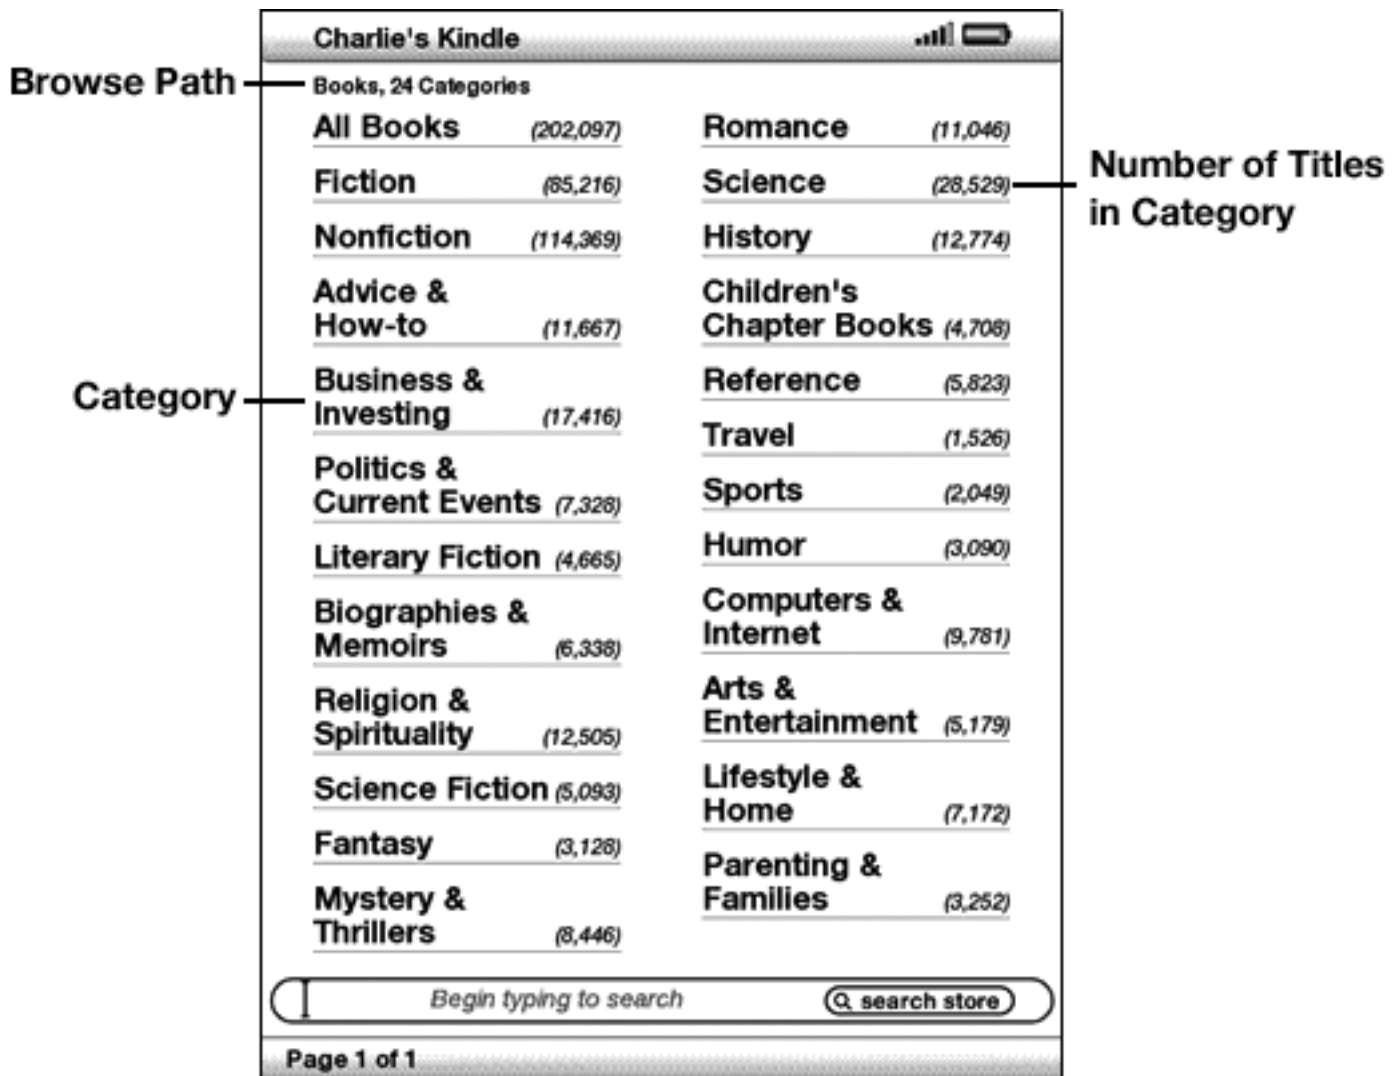 Charlie's Kindle
Browse Path
Books, 24 Categories
All Books (202,097)
Fiction (85,216)
Nonfiction (114,369)
Advice &
How-to (11,667)
Category
Business &
Investing (17,416)
Politics &
Current Events (7,328)
Literary Fiction (4,665)
Biographies &
Memoirs (6,338)
Religion &
Spirituality (12,505)
Science Fiction (5,093)
Fantasy (3,128)
Mystery &
Thrillers (8,446)
Romance (11,046)
Science (28,529)
Number of Titles
in Category
History (12,774)
Children's
Chapter Books (4,708)
Reference (5,823)
Travel (1,526)
Sports (2,049)
Humor (3,090)
Computers &
Internet (9,781)
Arts &
Entertainment (5,179)
Lifestyle &
Home (7,172)
Parenting &
Families (3,252)
Begin typing to search search store
Page 1 of 1